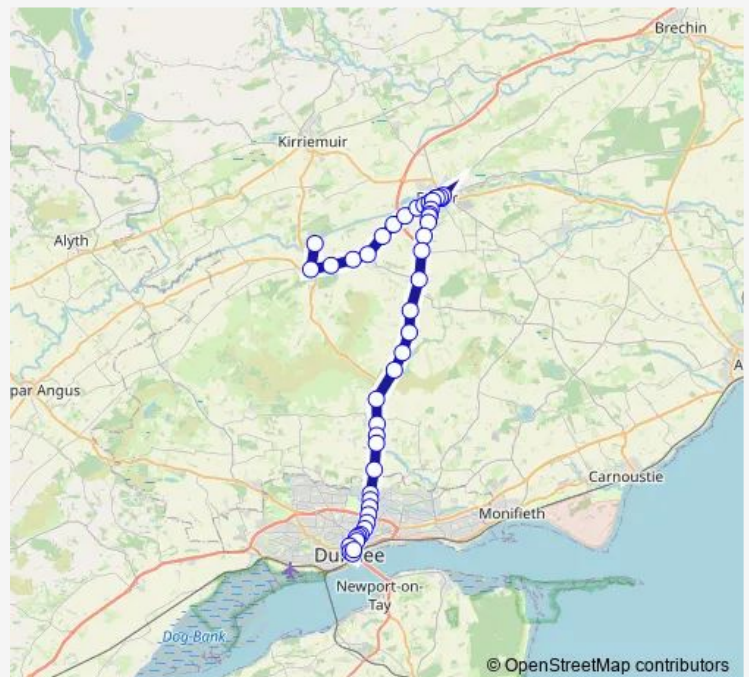 Brechin
Kirriemuir
Alyth
par Angus
A
Carnoustie
Monifieth
Newport-on-
Tay
Dog-Bank
© OpenStreetMap contributors